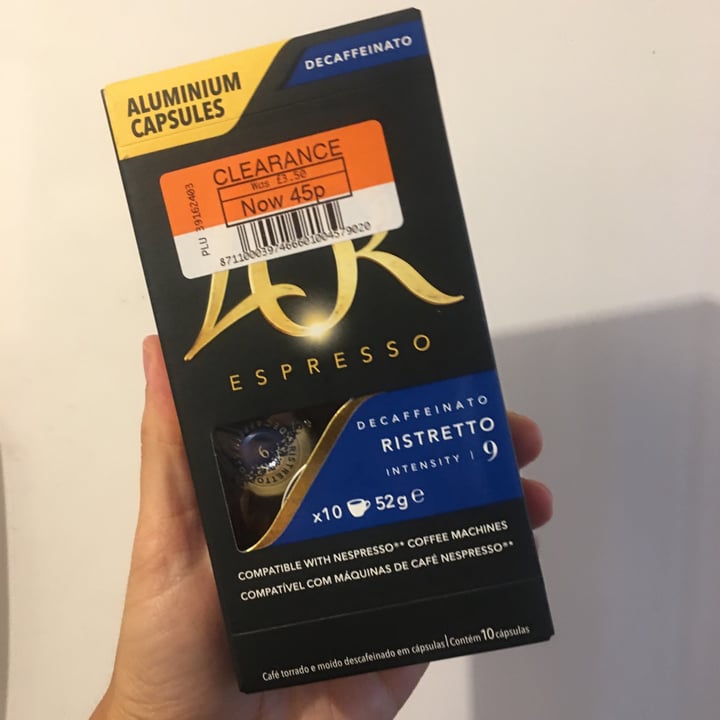 ALUMINIUM
CAPSULES
DECAFFEINATO
CLEARANCE
Was £3.50
Now 45p
PLU 39162403
8711000397466601004579020
L'OR
ESPRESSO
DECAFFEINATO
RISTRETTO
INTENSITY | 9
x10 52g e
COMPATIBLE WITH NESPRESSO®* COFFEE MACHINES
COMPATÍVEL COM MÁQUINAS DE CAFÉ NESPRESSO®*
Café torrado e moido descafeinado em cápsulas | Contém 10 cápsulas